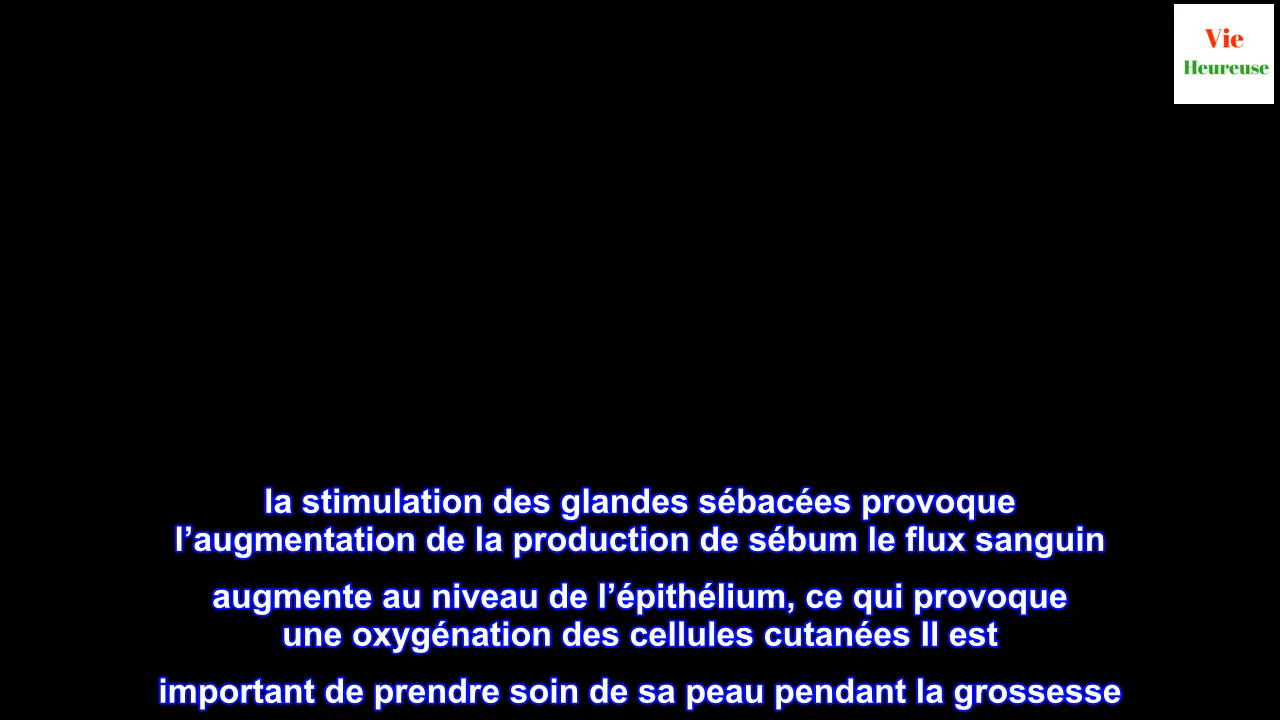 Vie
Heureuse
la stimulation des glandes sébacées provoque
l’augmentation de la production de sébum le flux sanguin
augmente au niveau de l’épithélium, ce qui provoque
une oxygénation des cellules cutanées Il est
important de prendre soin de sa peau pendant la grossesse